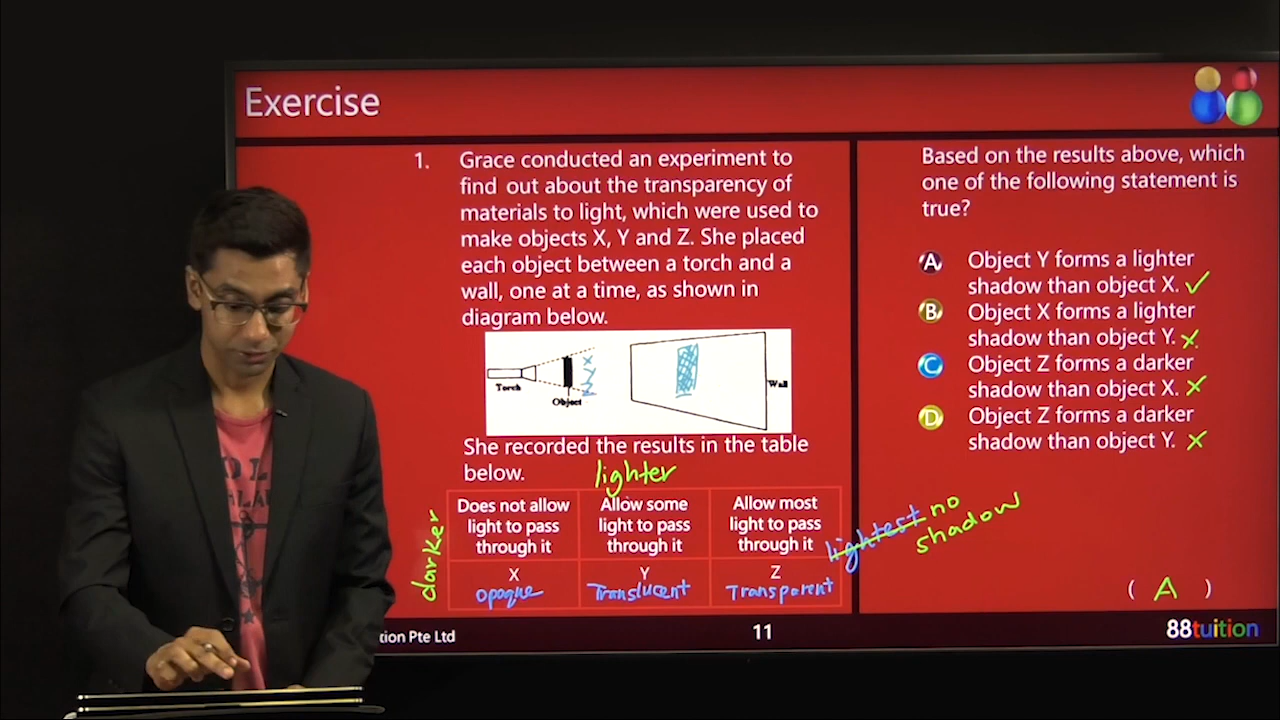 Exercise
1. Grace conducted an experiment to
find out about the transparency of
materials to light, which were used to
make objects X, Y and Z. She placed
each object between a torch and a
wall, one at a time, as shown in
diagram below.
Torch
Object
X
Y
Z
Wall
She recorded the results in the table
below.
lighter
darker
Does not allow
light to pass
through it
Allow some
light to pass
through it
Allow most
light to pass
through it
X
opaque
Y
Translucent
Z
Transparent
lightest no
shadow
Based on the results above, which
one of the following statement is
true?
A Object Y forms a lighter
shadow than object X. ✓
B Object X forms a lighter
shadow than object Y. ✗
C Object Z forms a darker
shadow than object X. ✗
D Object Z forms a darker
shadow than object Y. ✗
( A )
tion Pte Ltd
11
88tuition